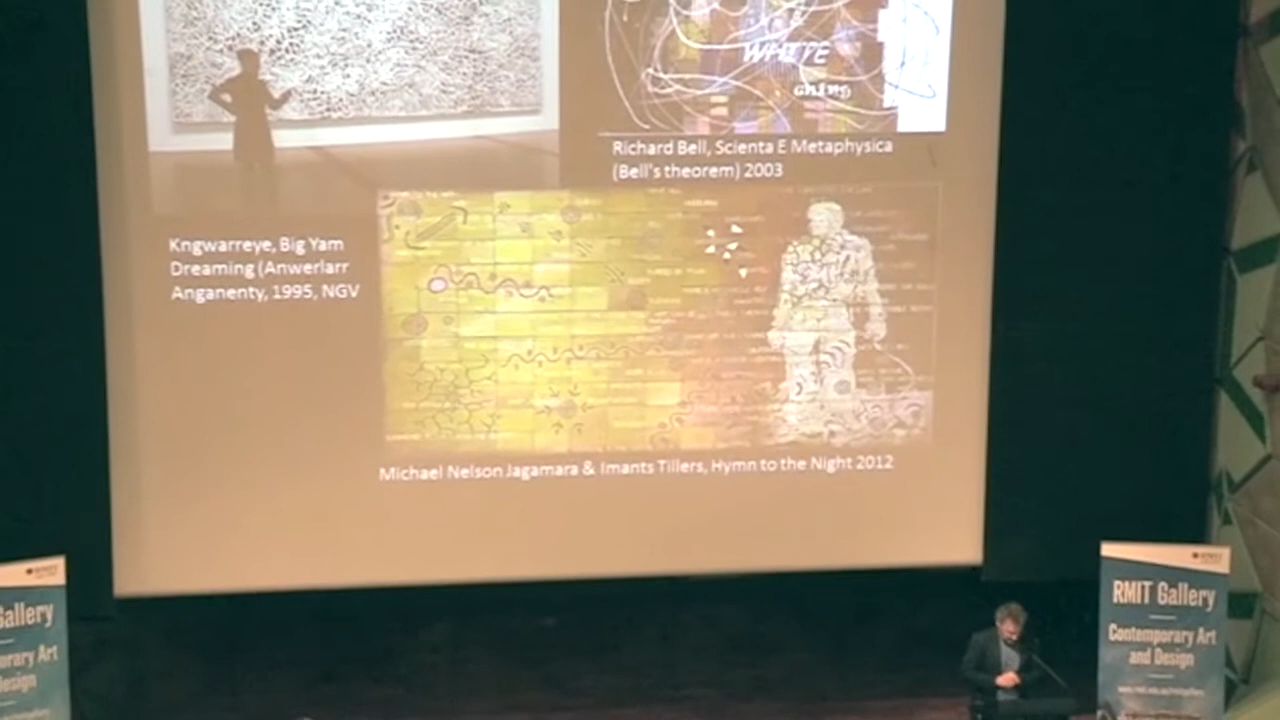 WHITE
Richard Bell, Scienta E Metaphysica
(Bell's theorem) 2003
Kngwarreye, Big Yam
Dreaming (Anwerlarr
Anganenty, 1995, NGV
Michael Nelson Jagamara & Imants Tillers, Hymn to the Night 2012
Gallery
orary Art
Design
RMIT Gallery
Contemporary Art
and Design